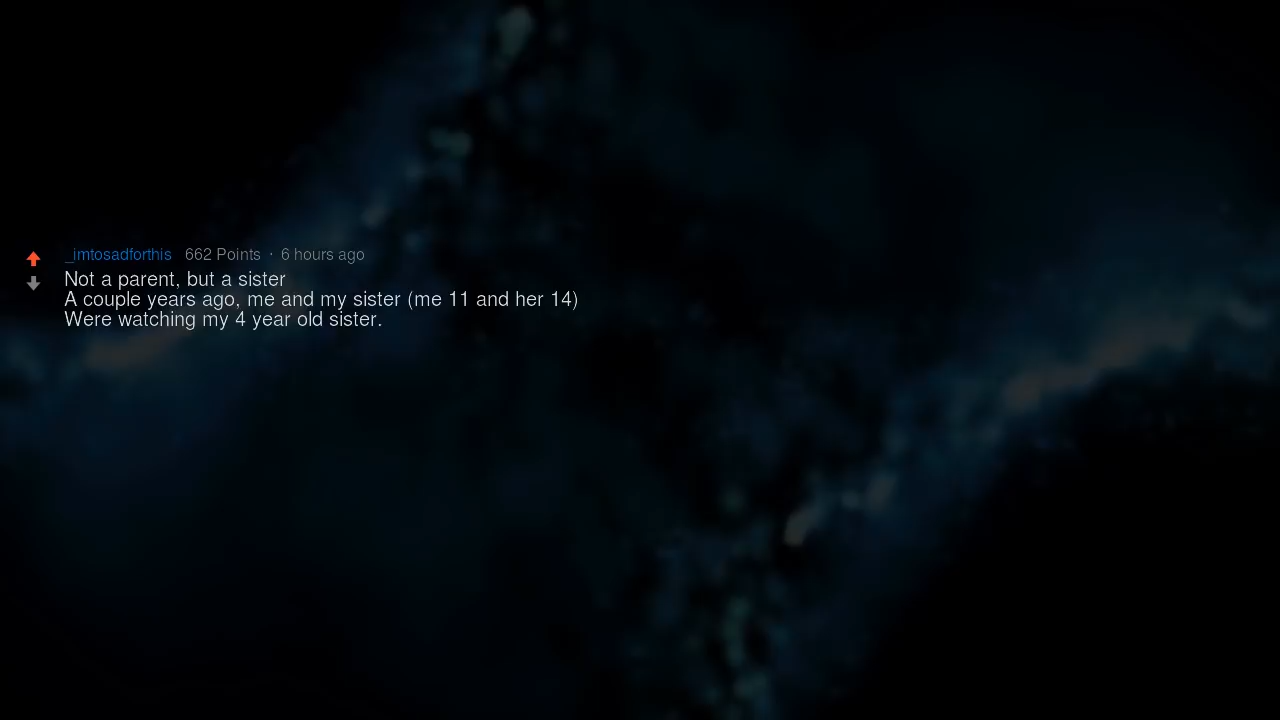 _imtosadforthis 662 Points · 6 hours ago
Not a parent, but a sister
A couple years ago, me and my sister (me 11 and her 14)
Were watching my 4 year old sister.